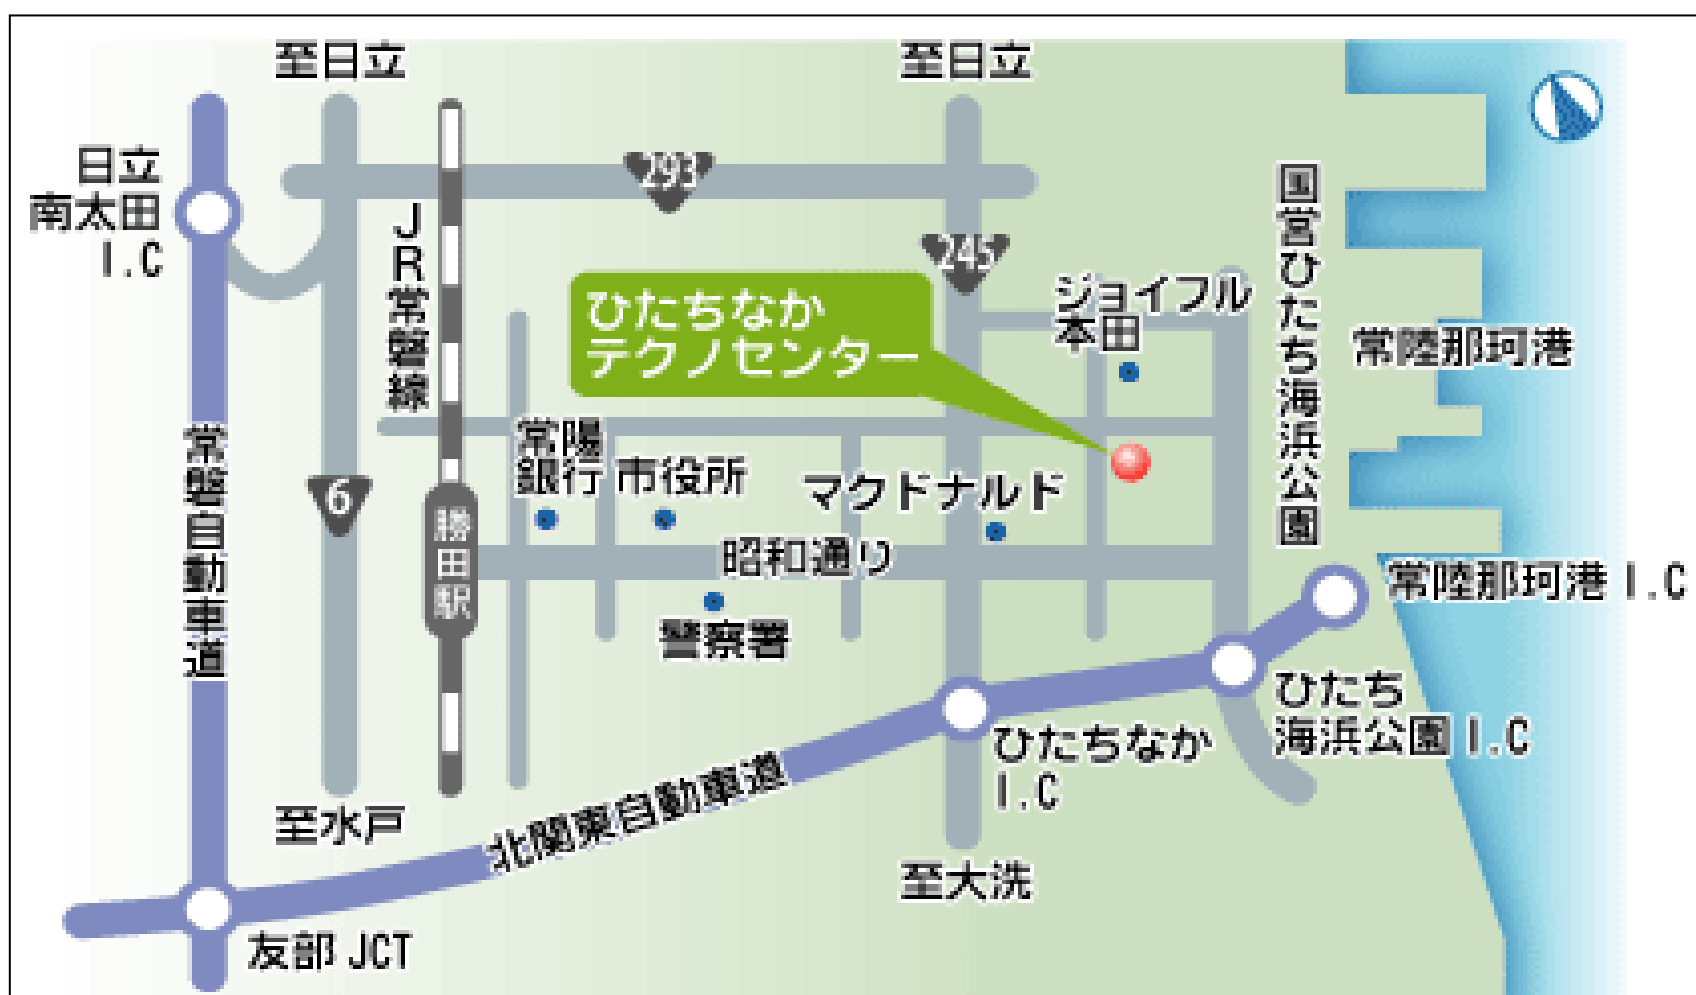 至日立
至日立
日立
南太田
I.C
293
JR常磐線
245
国営ひたち海浜公園
ひたちなか
テクノセンター
ジョイフル
本田
常陸那珂港
常磐自動車道
6
常陽
銀行
市役所
マクドナルド
勝田駅
昭和通り
常陸那珂港 I.C
警察署
ひたち
海浜公園 I.C
ひたちなか
I.C
北関東自動車道
至水戸
至大洗
友部 JCT